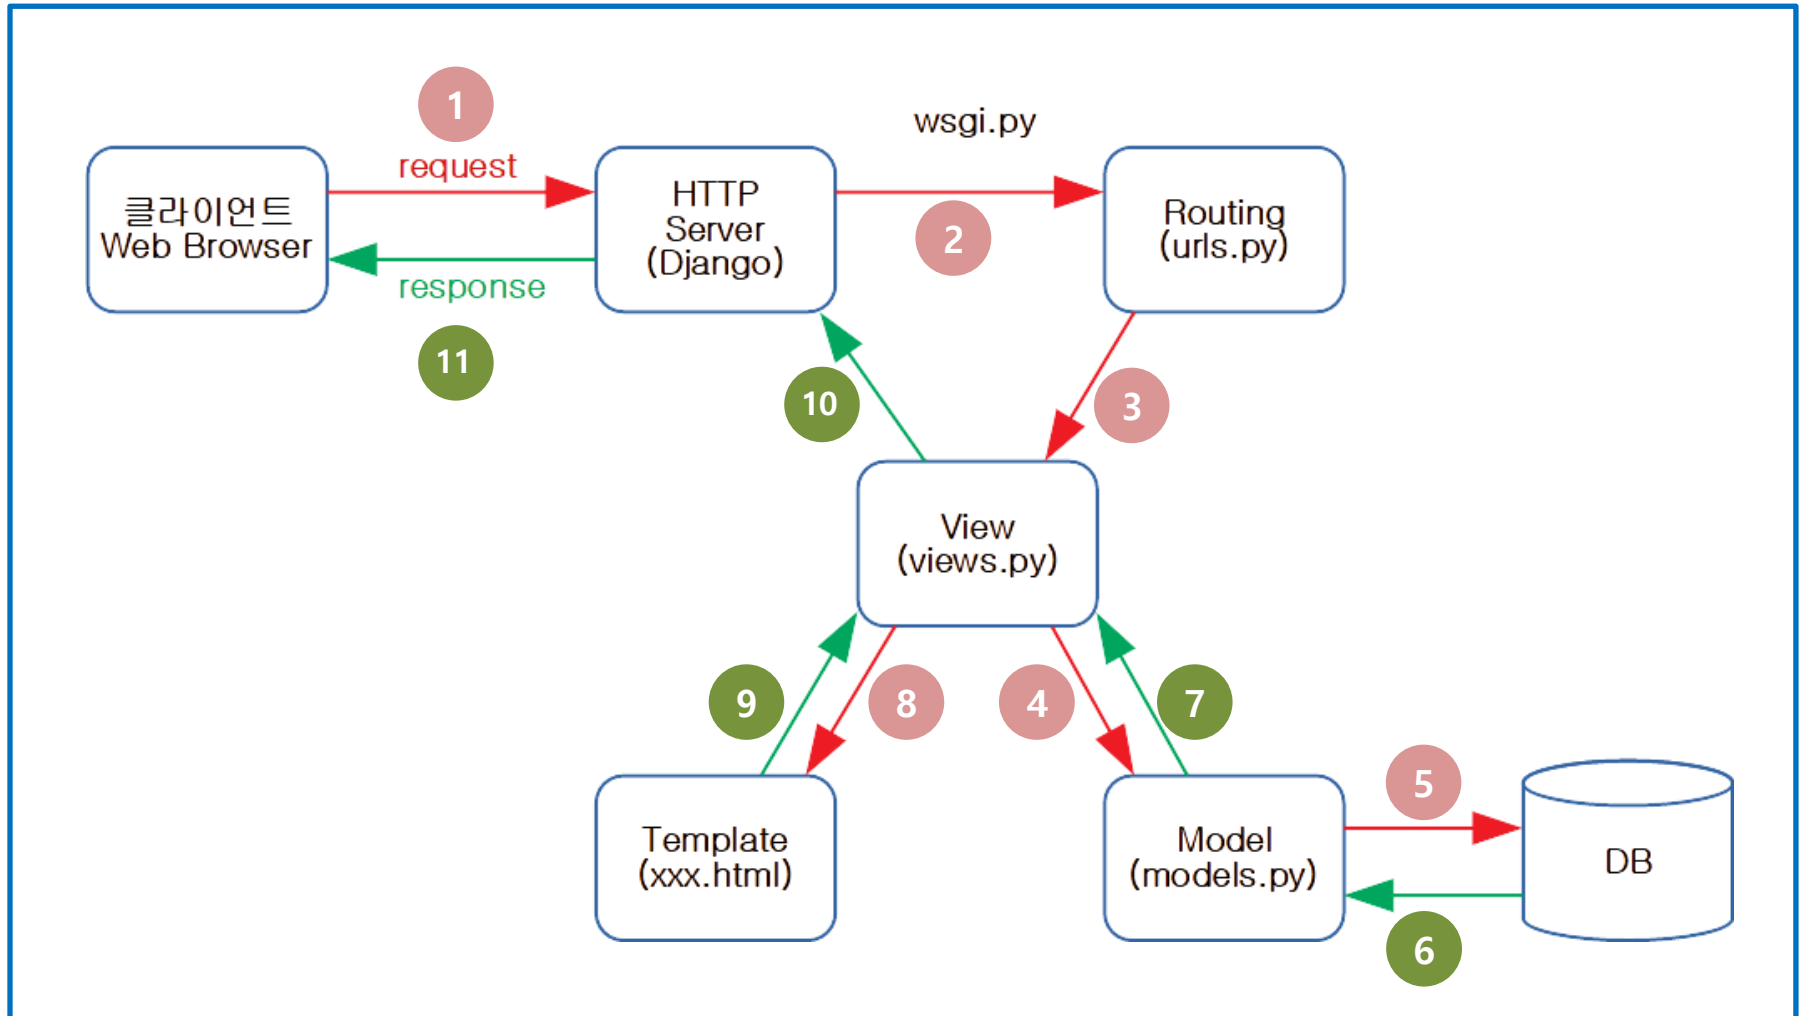 1
request
클라이언트
Web Browser
response
11
HTTP
Server
(Django)
wsgi.py
2
Routing
(urls.py)
10
3
View
(views.py)
9
8
4
7
Template
(xxx.html)
Model
(models.py)
5
6
DB